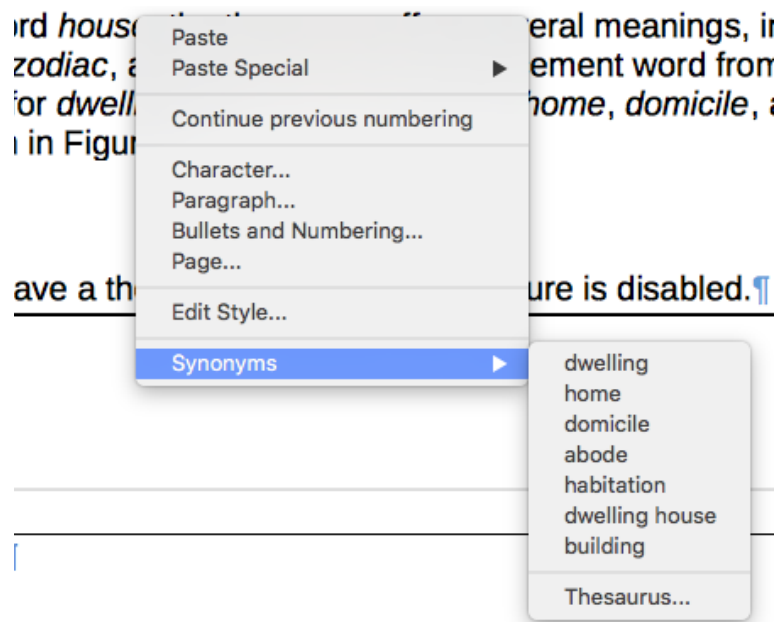 ord house eral meanings, in
zodiac, ement word from
for dwell home, domicile,
in Figur
ave a th ure is disabled.¶
Paste
Paste Special
Continue previous numbering
Character...
Paragraph...
Bullets and Numbering...
Page...
Edit Style...
Synonyms
dwelling
home
domicile
abode
habitation
dwelling house
building
Thesaurus...
¶